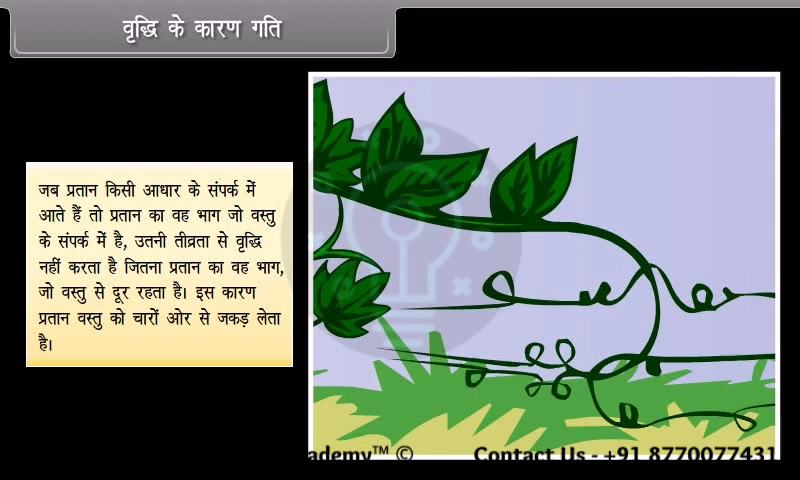 वृद्धि के कारण गति
जब प्रतान किसी आधार के संपर्क में
आते हैं तो प्रतान का वह भाग जो वस्तु
के संपर्क में है, उतनी तीव्रता से वृद्धि
नहीं करता है जितना प्रतान का वह भाग,
जो वस्तु से दूर रहता है। इस कारण
प्रतान वस्तु को चारों ओर से जकड़ लेता
है।
ademy™ © Contact Us - +91 8770077431